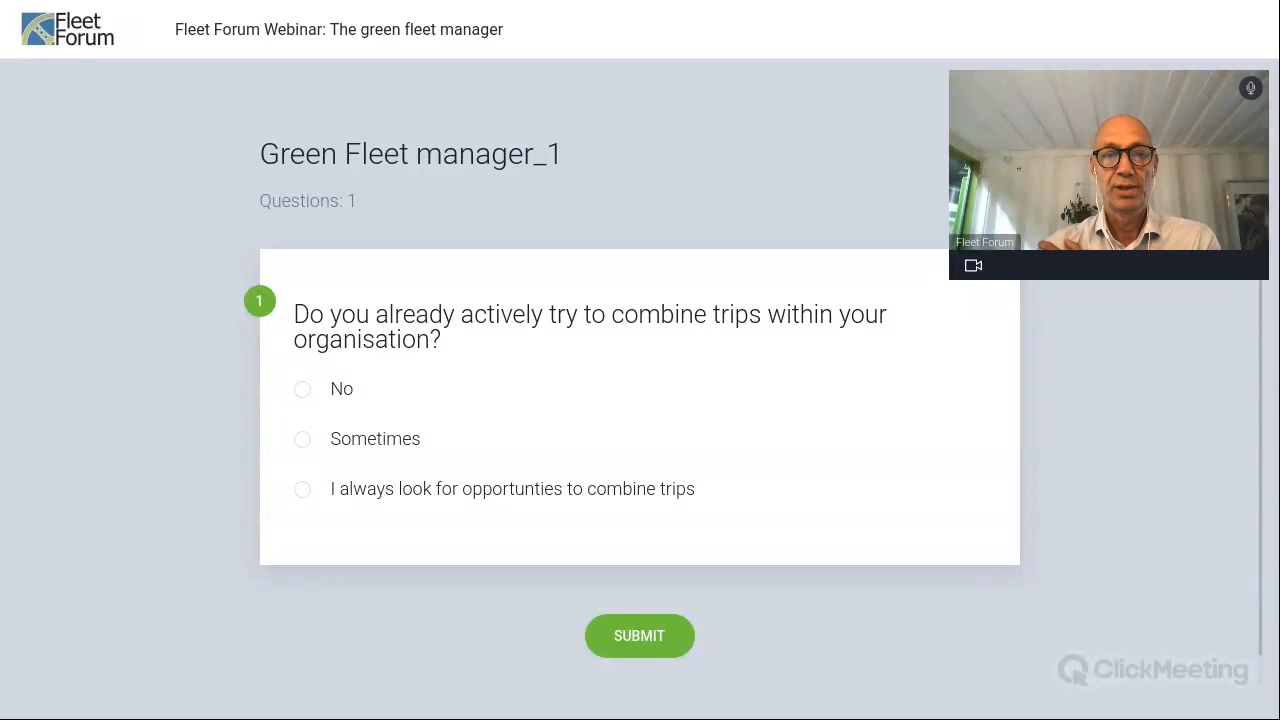 Fleet
Forum
Fleet Forum Webinar: The green fleet manager
Green Fleet manager_1
Questions: 1
Fleet Forum
1
Do you already actively try to combine trips within your
organisation?
No
Sometimes
I always look for opportunties to combine trips
SUBMIT
ClickMeeting